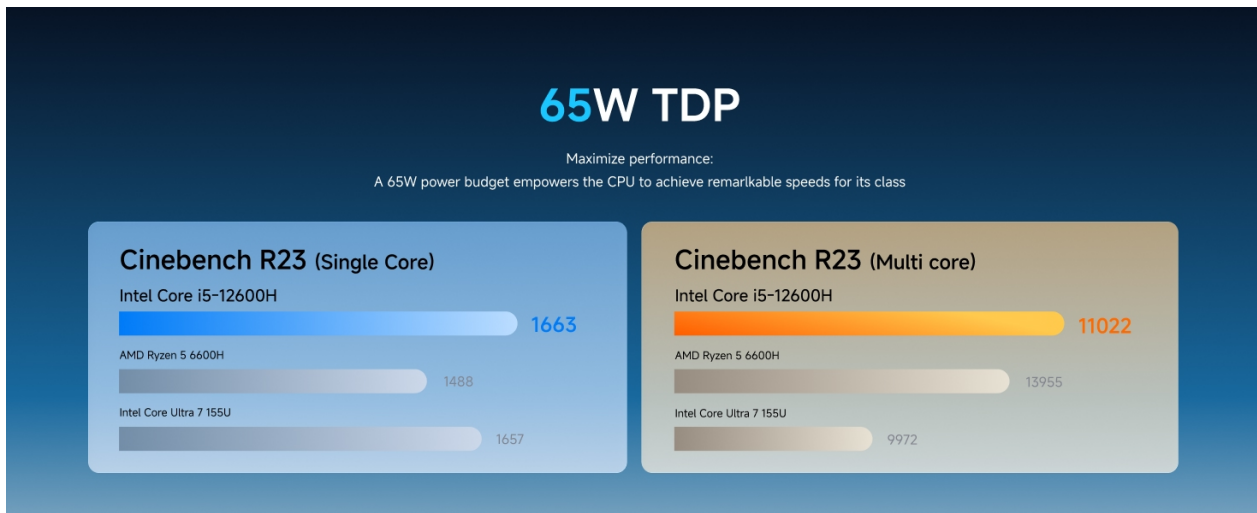 65W TDP
Maximize performance:
A 65W power budget empowers the CPU to achieve remarlkable speeds for its class
Cinebench R23 (Single Core)
Intel Core i5-12600H
1663
AMD Ryzen 5 6600H
1488
Intel Core Ultra 7 155U
1657
Cinebench R23 (Multi core)
Intel Core i5-12600H
11022
AMD Ryzen 5 6600H
13955
Intel Core Ultra 7 155U
9972